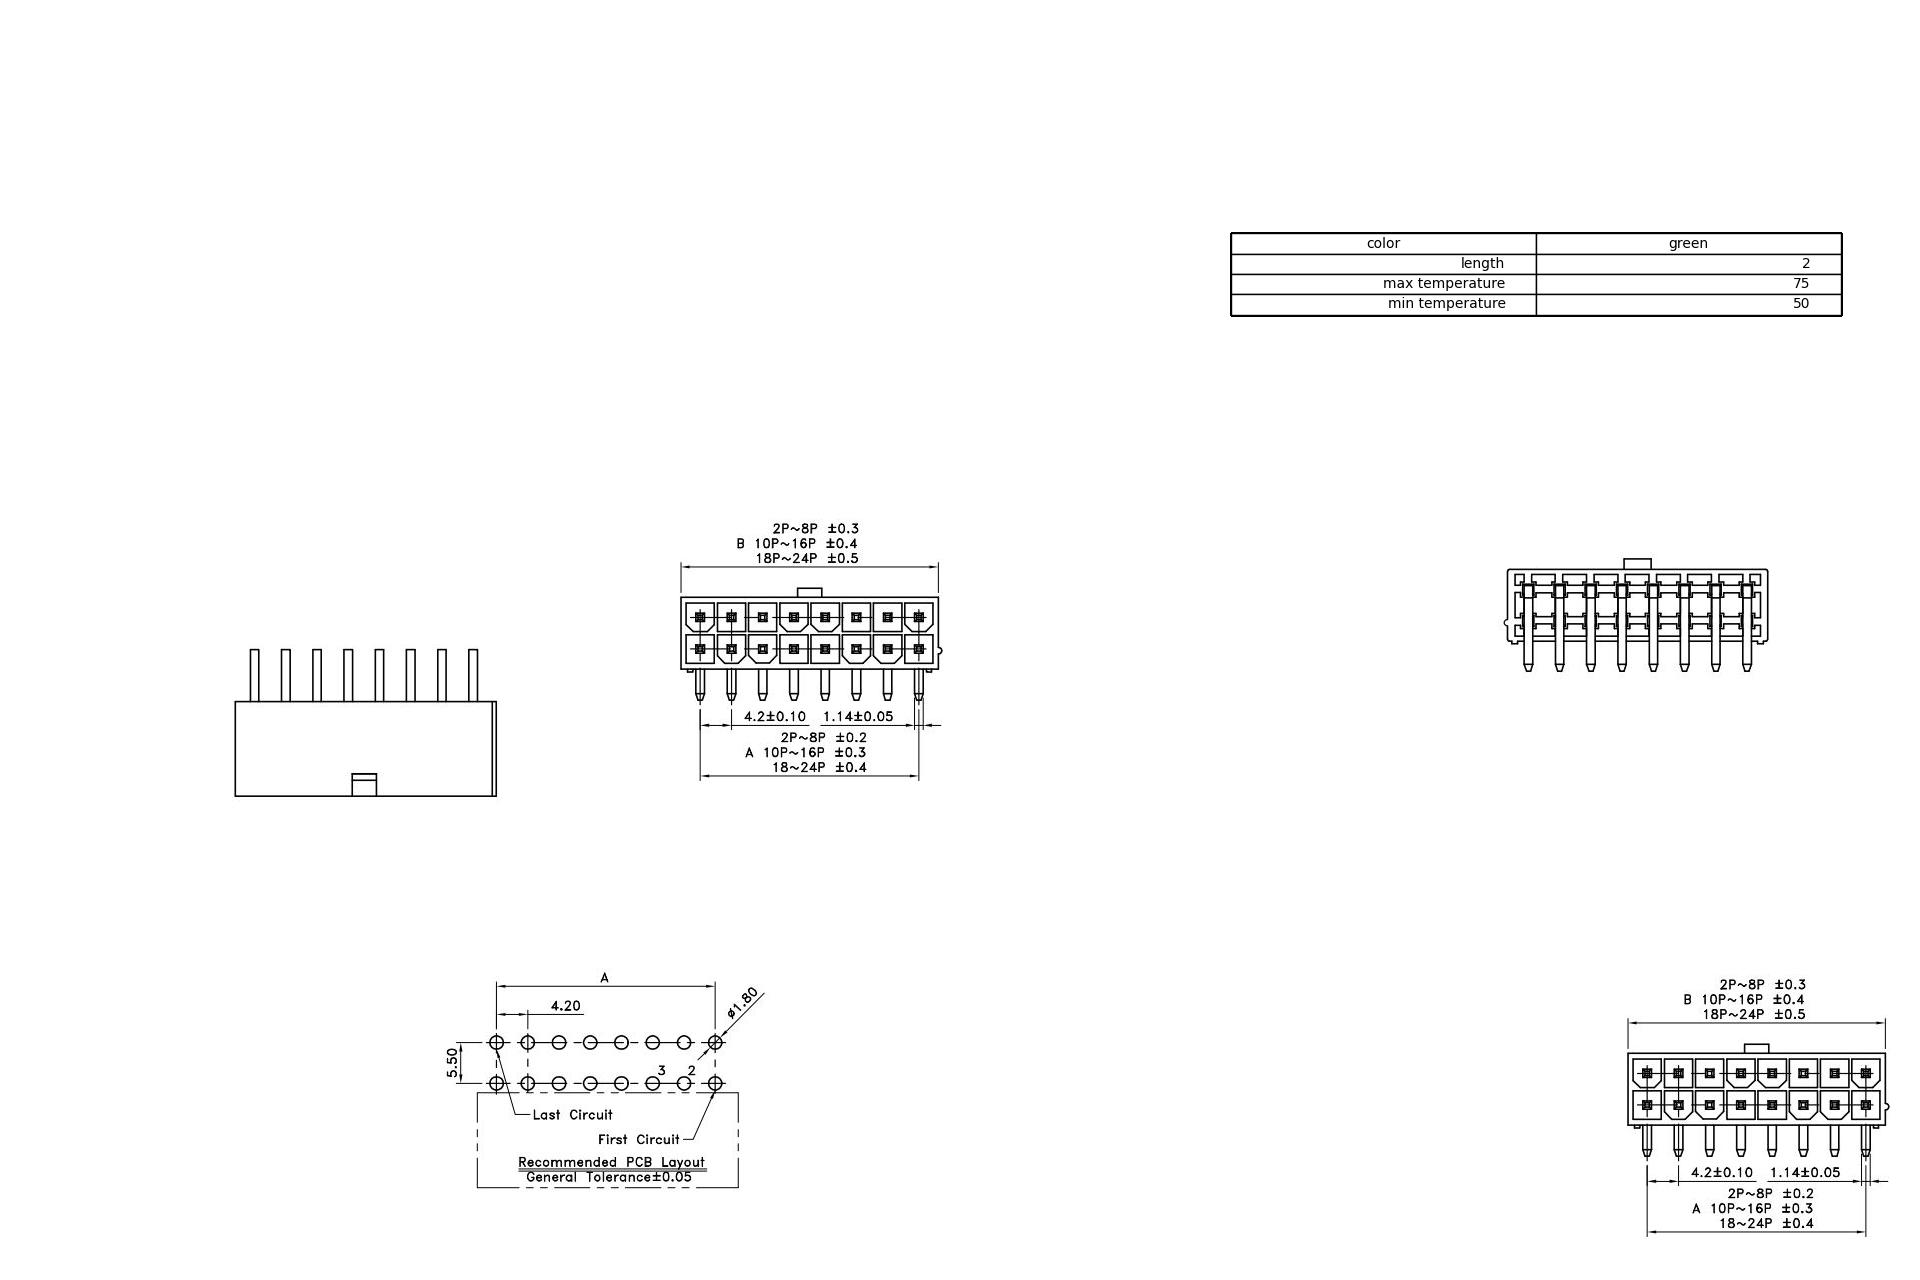 color green
length 2
max temperature 75
min temperature 50
2P~8P ±0.3
B 10P~16P ±0.4
18P~24P ±0.5
4.2±0.10 1.14±0.05
2P~8P ±0.2
A 10P~16P ±0.3
18~24P ±0.4
A
4.20
ø1.80
5.50
3 2
Last Circuit
First Circuit
Recommended PCB Layout
General Tolerance±0.05
2P~8P ±0.3
B 10P~16P ±0.4
18P~24P ±0.5
4.2±0.10 1.14±0.05
2P~8P ±0.2
A 10P~16P ±0.3
18~24P ±0.4